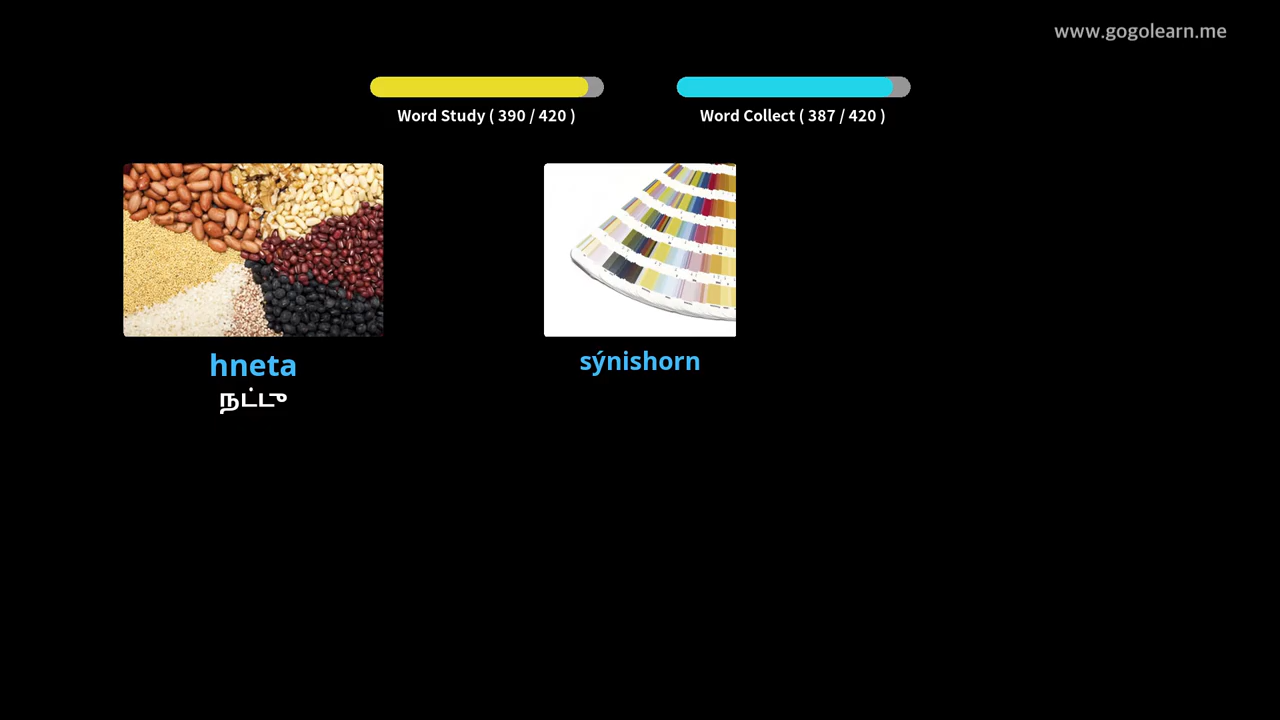 www.gogolearn.me
Word Study ( 390 / 420 )
Word Collect ( 387 / 420 )
hneta
நட்டு
sýnishorn